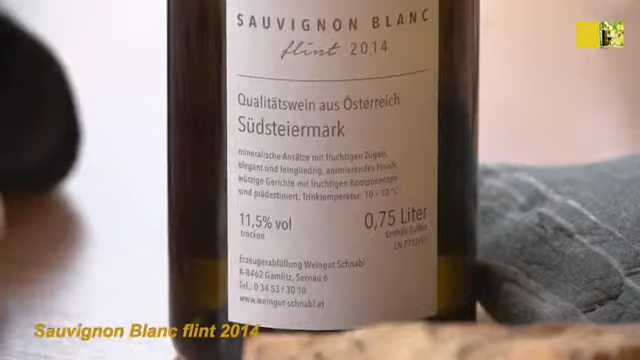 SAUVIGNON BLANC
flint 2014
Qualitätswein aus Österreich
Südsteiermark
mineralische Ansätze mit fruchtigen Zügen,
elegant und feingliedrig, animierendes Finish,
würzige Gerichte mit fruchtigen Komponenten
sind prädestiniert; Trinktemperatur: 10 - 12 °C
11,5% vol
trocken
0,75 Liter
Enthält Sulfite
Erzeugerabfüllung Weingut Schnabl
A-8462 Gamlitz, Sernau 6
Tel.: 0 34 53 / 30 10
www.weingut-schnabl.at
Sauvignon Blanc flint 2014